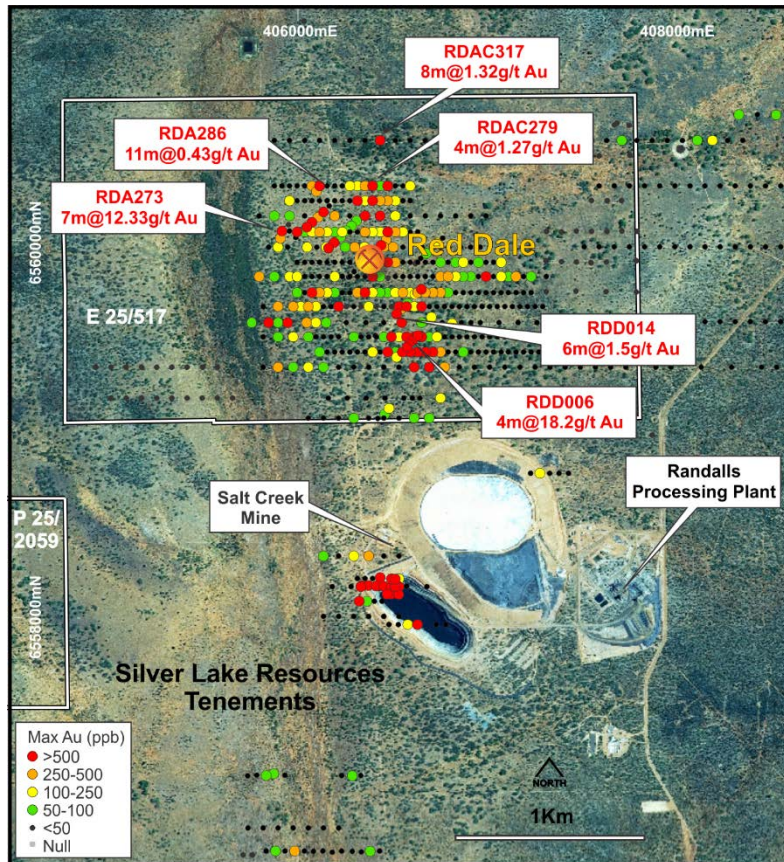 406000mE
408000mE
RDAC317
8m@1.32g/t Au
RDA286
11m@0.43g/t Au
RDAC279
4m@1.27g/t Au
RDA273
7m@12.33g/t Au
6560000mN
Red Dale
E 25/517
RDD014
6m@1.5g/t Au
RDD006
4m@18.2g/t Au
Salt Creek
Mine
Randalls
Processing Plant
P 25/
2059
6558000mN
Silver Lake Resources
Tenements
Max Au (ppb)
>500
250-500
100-250
50-100
<50
Null
NORTH
1Km